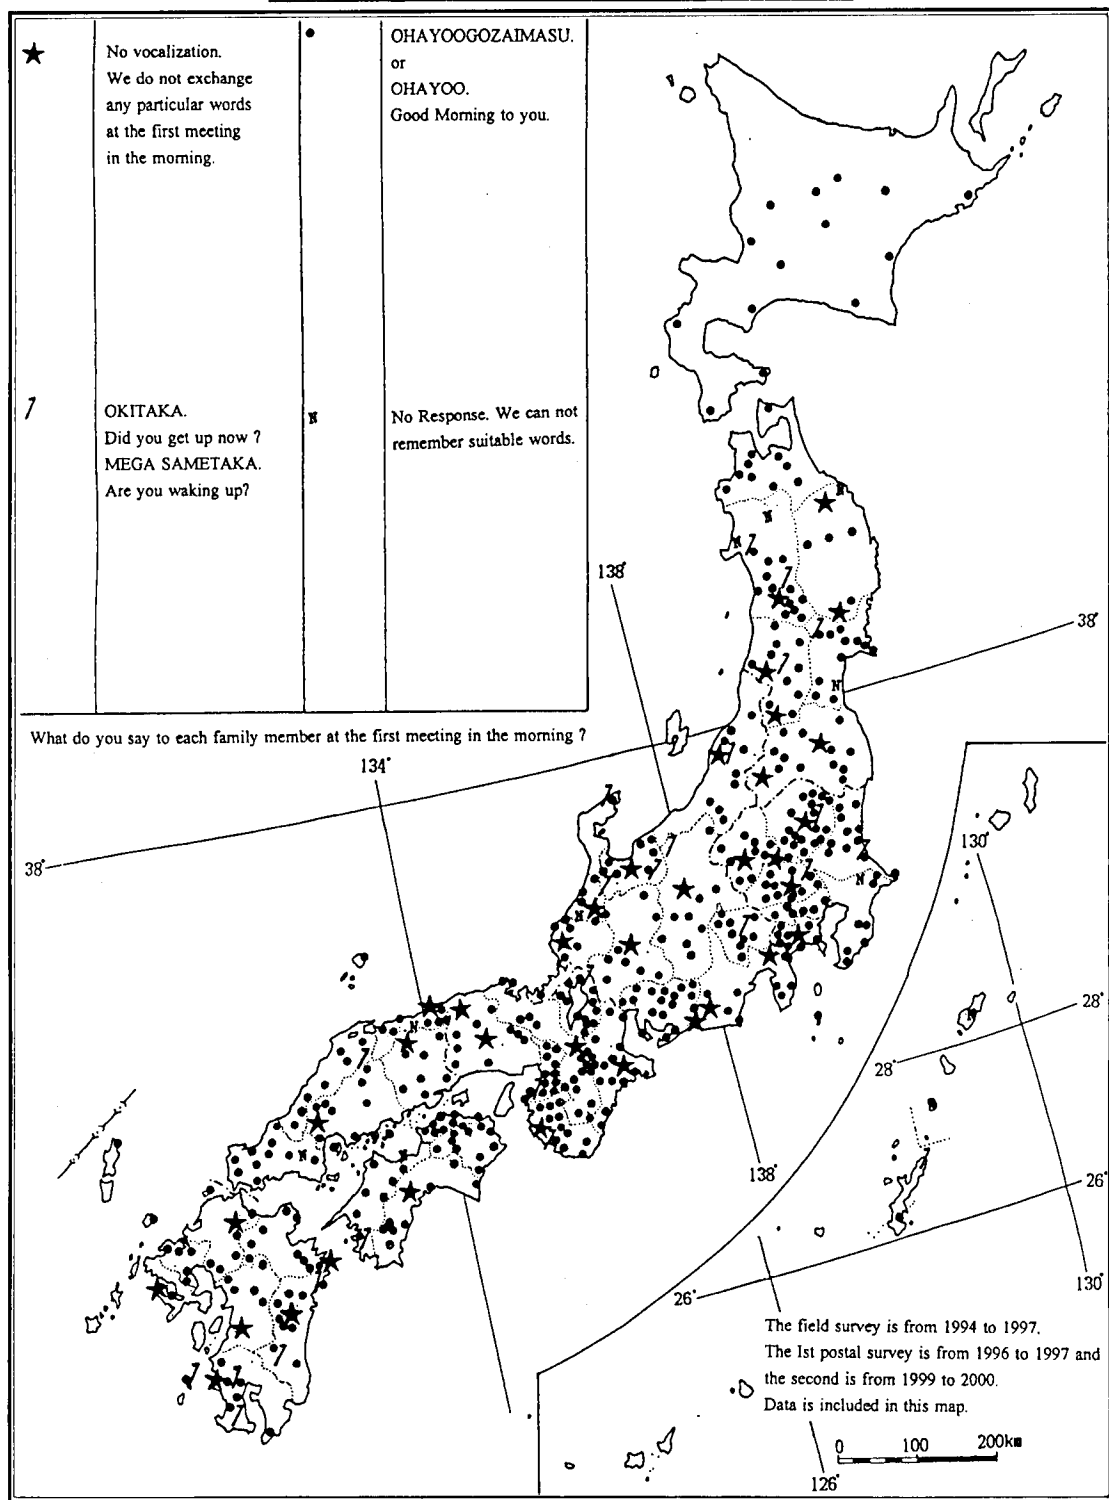 ★
No vocalization.
We do not exchange
any particular words
at the first meeting
in the morning.
OHAYOOGOZAIMASU.
or
OHAYOO.
Good Morning to you.
OKITAKA.
Did you get up now ?
MEGA SAMETAKA.
Are you waking up?
N
No Response. We can not
remember suitable words.
What do you say to each family member at the first meeting in the morning ?
138°
38°
134°
38°
130°
28°
28°
138°
26°
26°
130°
The field survey is from 1994 to 1997.
The Ist postal survey is from 1996 to 1997 and
the second is from 1999 to 2000.
Data is included in this map.
0 100 200km
126°